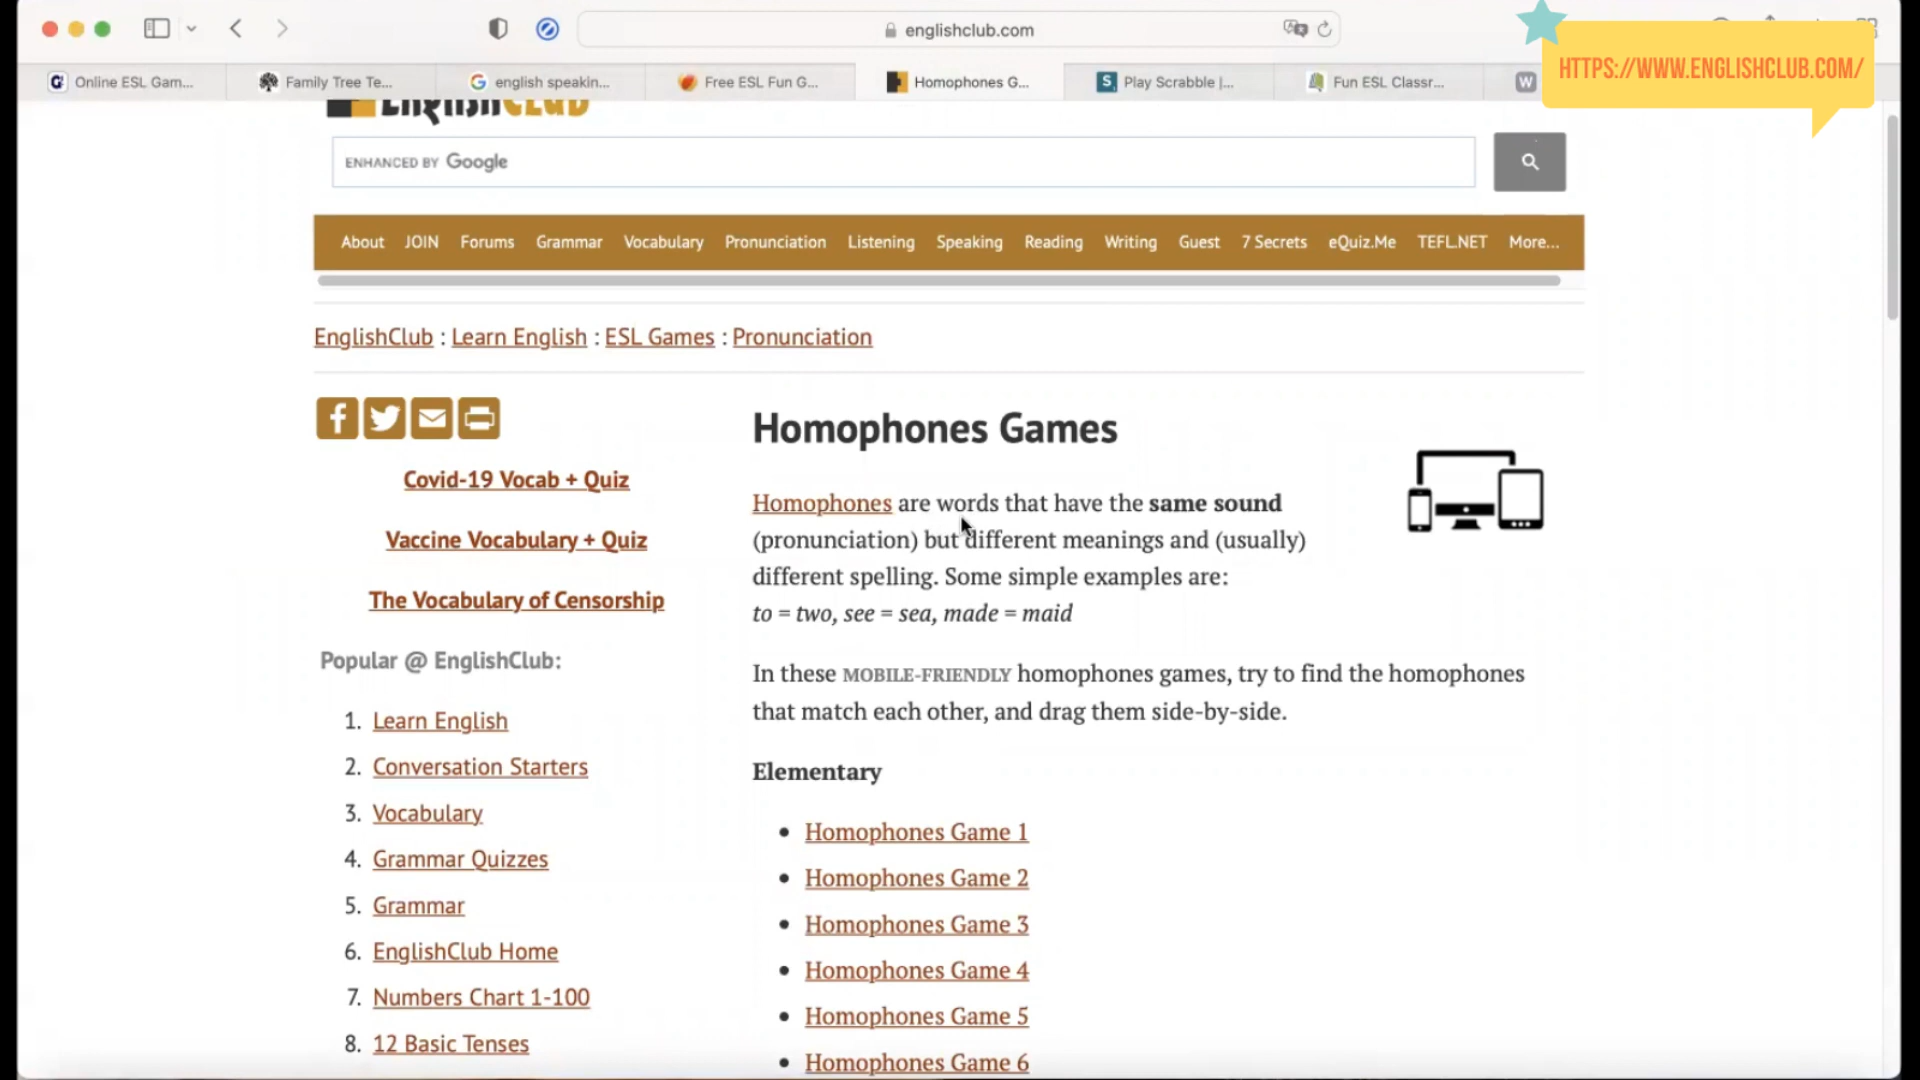 englishclub.com
HTTPS://WWW.ENGLISHCLUB.COM/
Online ESL Gam...
Family Tree Te...
english speakin...
Free ESL Fun G...
Homophones G...
Play Scrabble |...
Fun ESL Classr...
W
EnglishCLUB
ENHANCED BY Google
About JOIN Forums Grammar Vocabulary Pronunciation Listening Speaking Reading Writing Guest 7 Secrets eQuiz.Me TEFL.NET More...
EnglishClub : Learn English : ESL Games : Pronunciation
Covid-19 Vocab + Quiz
Vaccine Vocabulary + Quiz
The Vocabulary of Censorship
Popular @ EnglishClub:
1. Learn English
2. Conversation Starters
3. Vocabulary
4. Grammar Quizzes
5. Grammar
6. EnglishClub Home
7. Numbers Chart 1-100
8. 12 Basic Tenses
Homophones Games
Homophones are words that have the same sound
(pronunciation) but different meanings and (usually)
different spelling. Some simple examples are:
to = two, see = sea, made = maid
In these MOBILE-FRIENDLY homophones games, try to find the homophones
that match each other, and drag them side-by-side.
Elementary
• Homophones Game 1
• Homophones Game 2
• Homophones Game 3
• Homophones Game 4
• Homophones Game 5
• Homophones Game 6